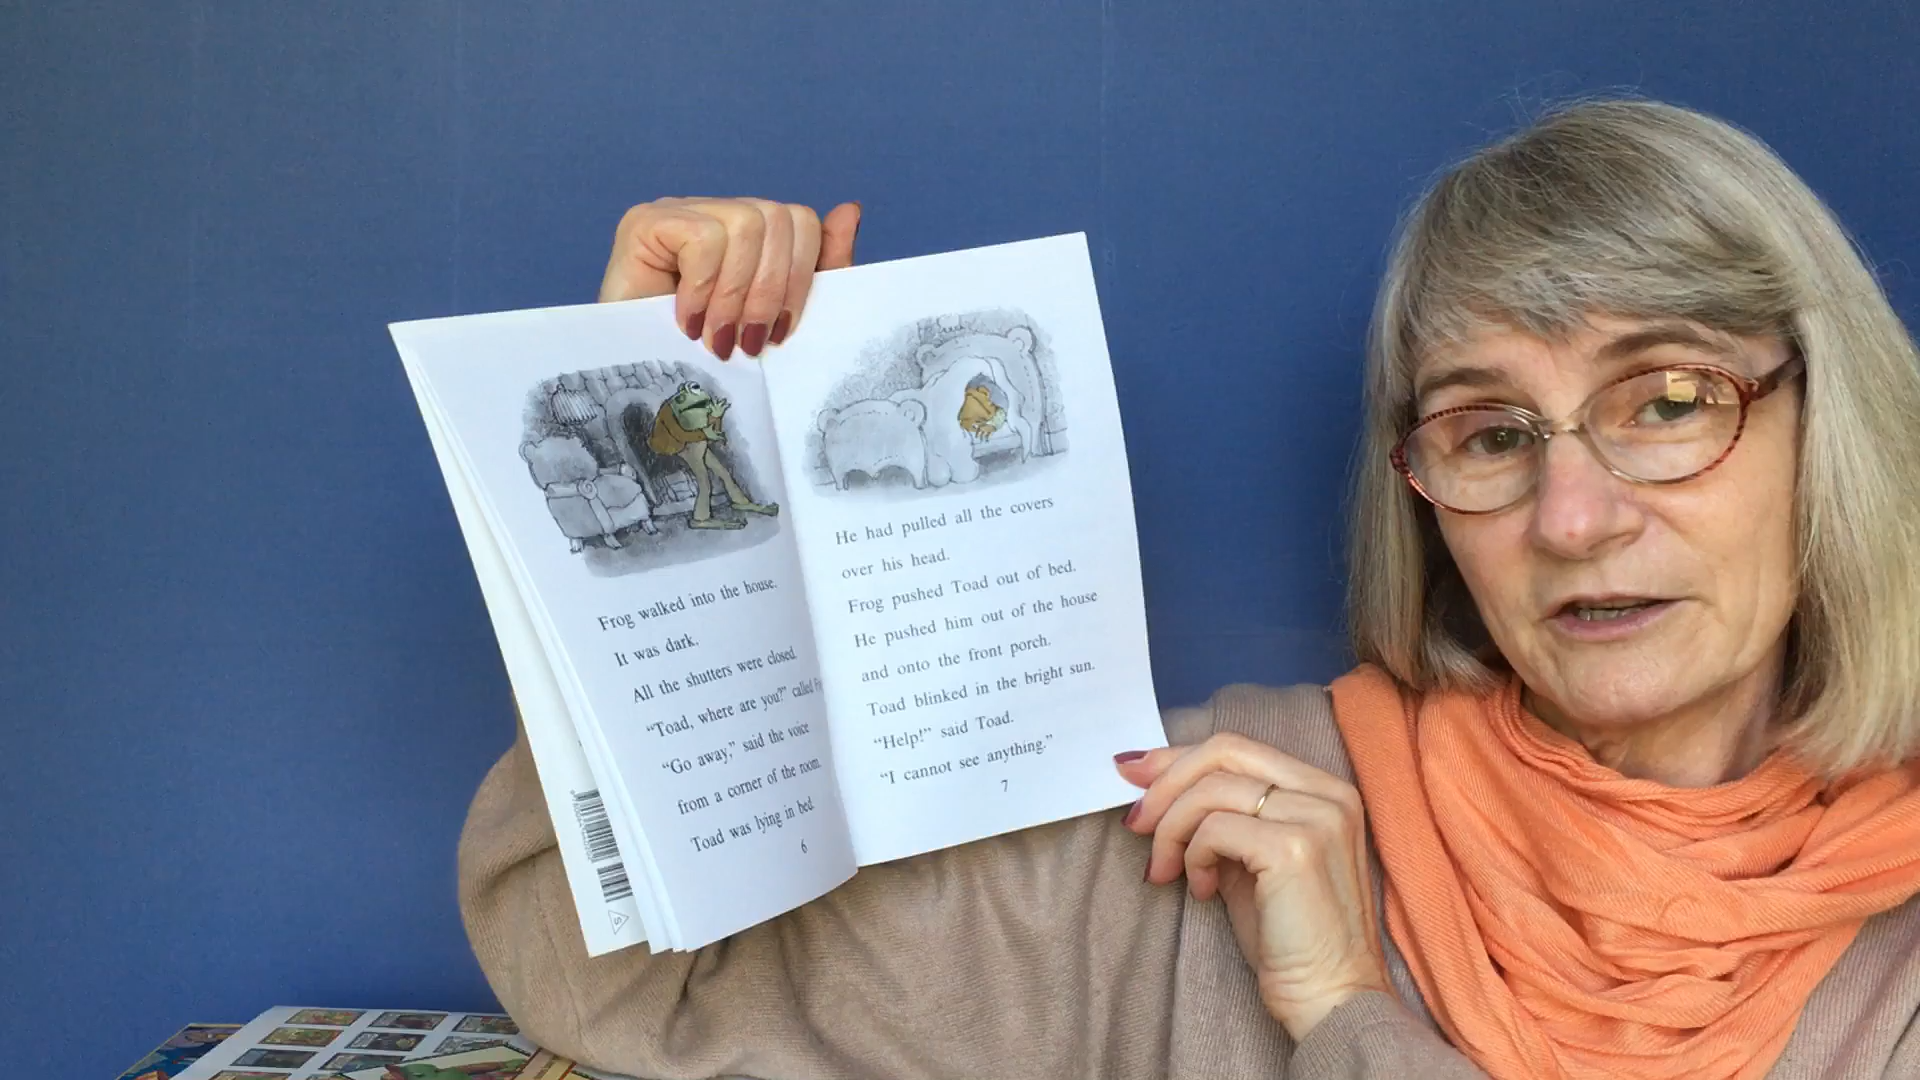 Frog walked into the house.
It was dark.
All the shutters were closed.
“Toad, where are you?” called
“Go away,” said the voice
from a corner of the room.
Toad was lying in bed.
6
He had pulled all the covers
over his head.
Frog pushed Toad out of bed.
He pushed him out of the house
and onto the front porch.
Toad blinked in the bright sun.
“Help!” said Toad.
“I cannot see anything.”
7